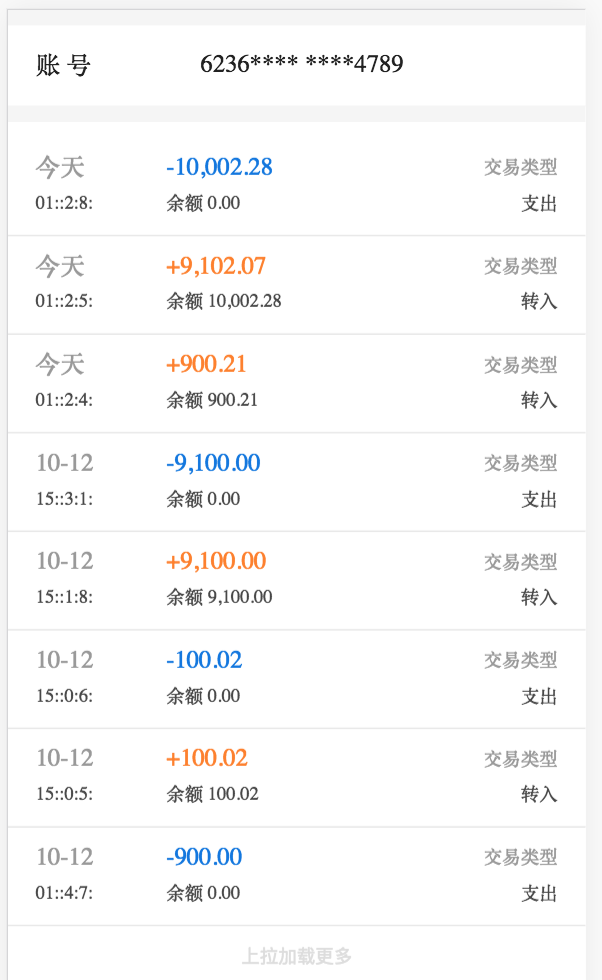 账 号 6236**** ****4789
今天 -10,002.28 交易类型
01::2:8: 余额 0.00 支出
今天 +9,102.07 交易类型
01::2:5: 余额 10,002.28 转入
今天 +900.21 交易类型
01::2:4: 余额 900.21 转入
10-12 -9,100.00 交易类型
15::3:1: 余额 0.00 支出
10-12 +9,100.00 交易类型
15::1:8: 余额 9,100.00 转入
10-12 -100.02 交易类型
15::0:6: 余额 0.00 支出
10-12 +100.02 交易类型
15::0:5: 余额 100.02 转入
10-12 -900.00 交易类型
01::4:7: 余额 0.00 支出
上拉加载更多